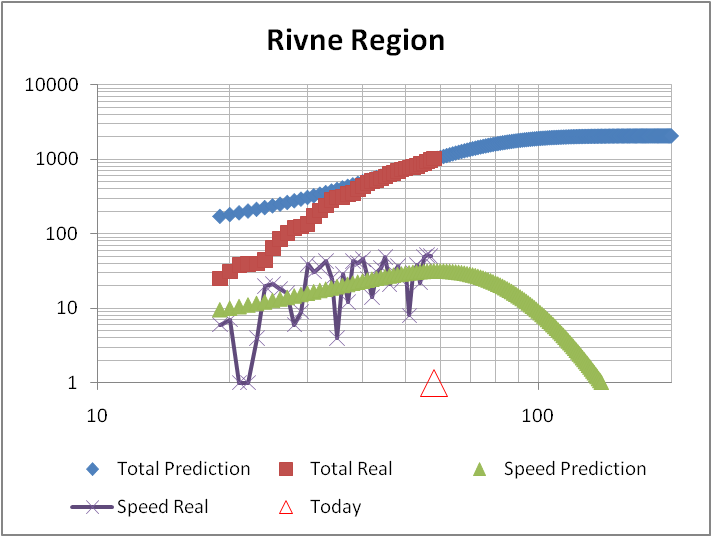 Rivne Region
10000
1000
100
10
1
10 100
Total Prediction Total Real Speed Prediction
Speed Real Today